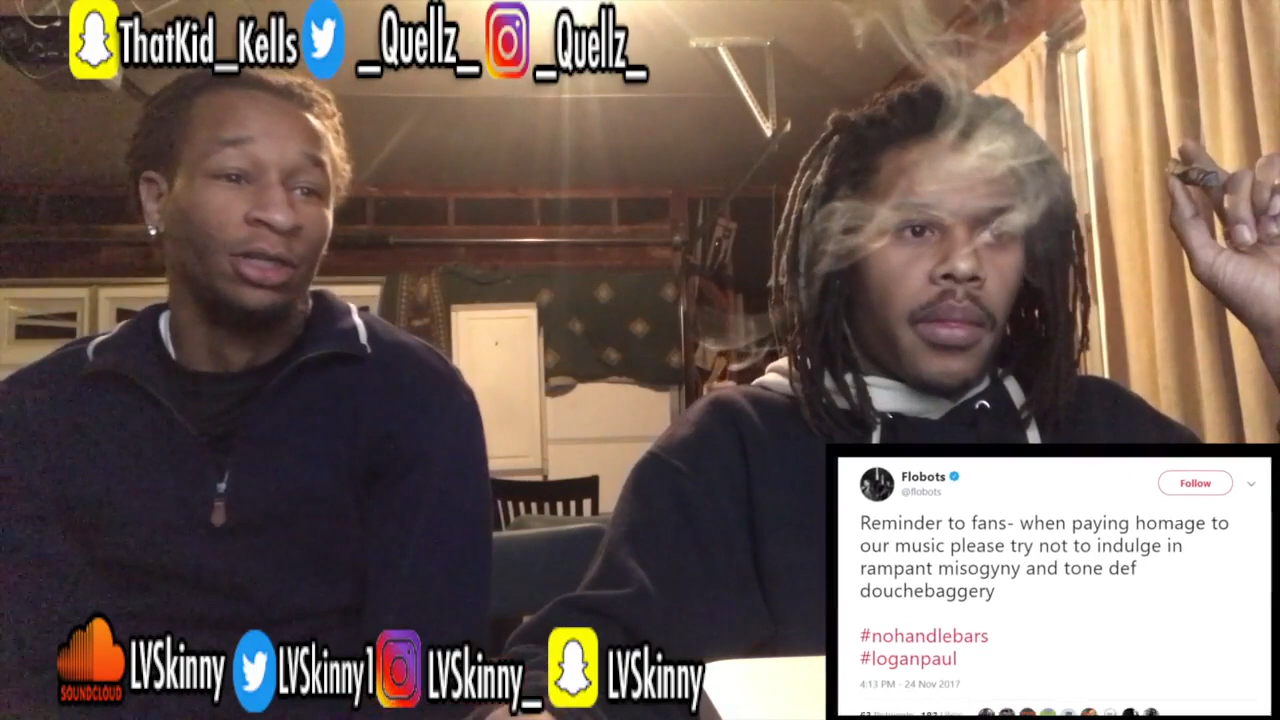 ThatKid_Kells _Quellz_ _Quellz_
Flobots
@flobots
Follow
Reminder to fans- when paying homage to
our music please try not to indulge in
rampant misogyny and tone def
douchebaggery
#nohandlebars
#loganpaul
4:13 PM - 24 Nov 2017
SOUNDCLOUD LVSkinny LVSkinny1 LVSkinny_ LVSkinny